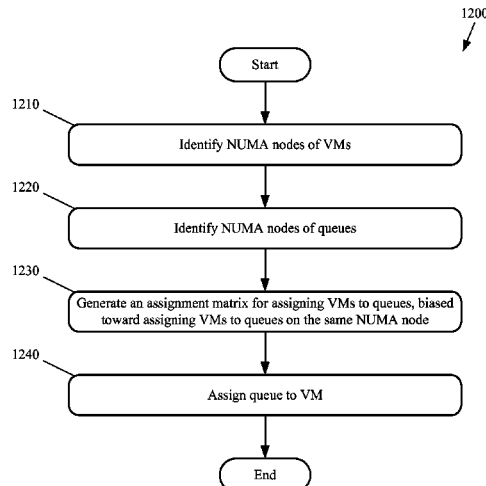 1200
Start
1210
Identify NUMA nodes of VMs
1220
Identify NUMA nodes of queues
1230
Generate an assignment matrix for assigning VMs to queues, biased
toward assigning VMs to queues on the same NUMA node
1240
Assign queue to VM
End